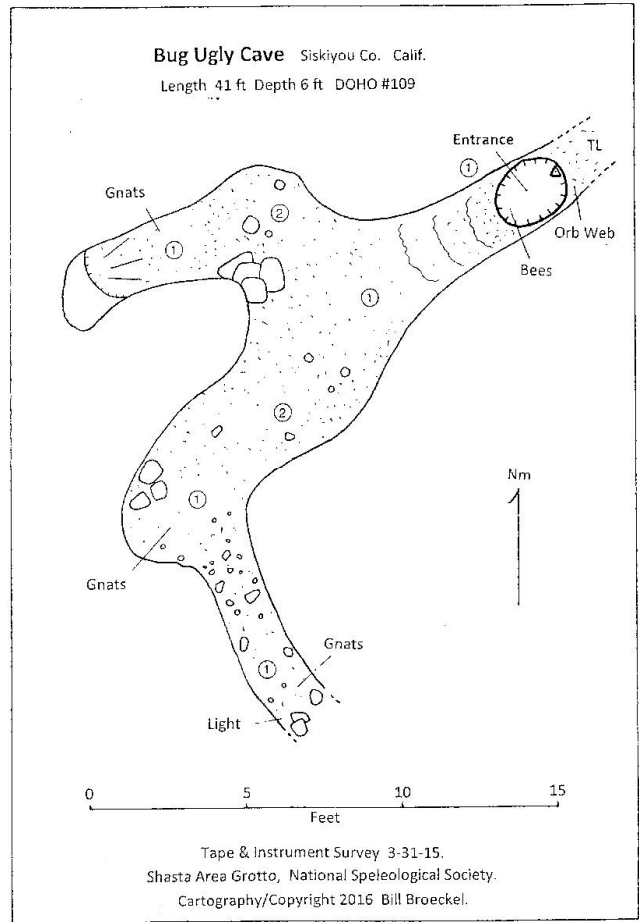 Bug Ugly Cave Siskiyou Co. Calif.
Length 41 ft Depth 6 ft DOHO #109
Entrance
TL
1
Gnats
2
1
Orb Web
Bees
1
2
Nm
1
Gnats
Gnats
1
Light
0 5 10 15
Feet
Tape & Instrument Survey 3-31-15.
Shasta Area Grotto, National Speleological Society.
Cartography/Copyright 2016 Bill Broeckel.